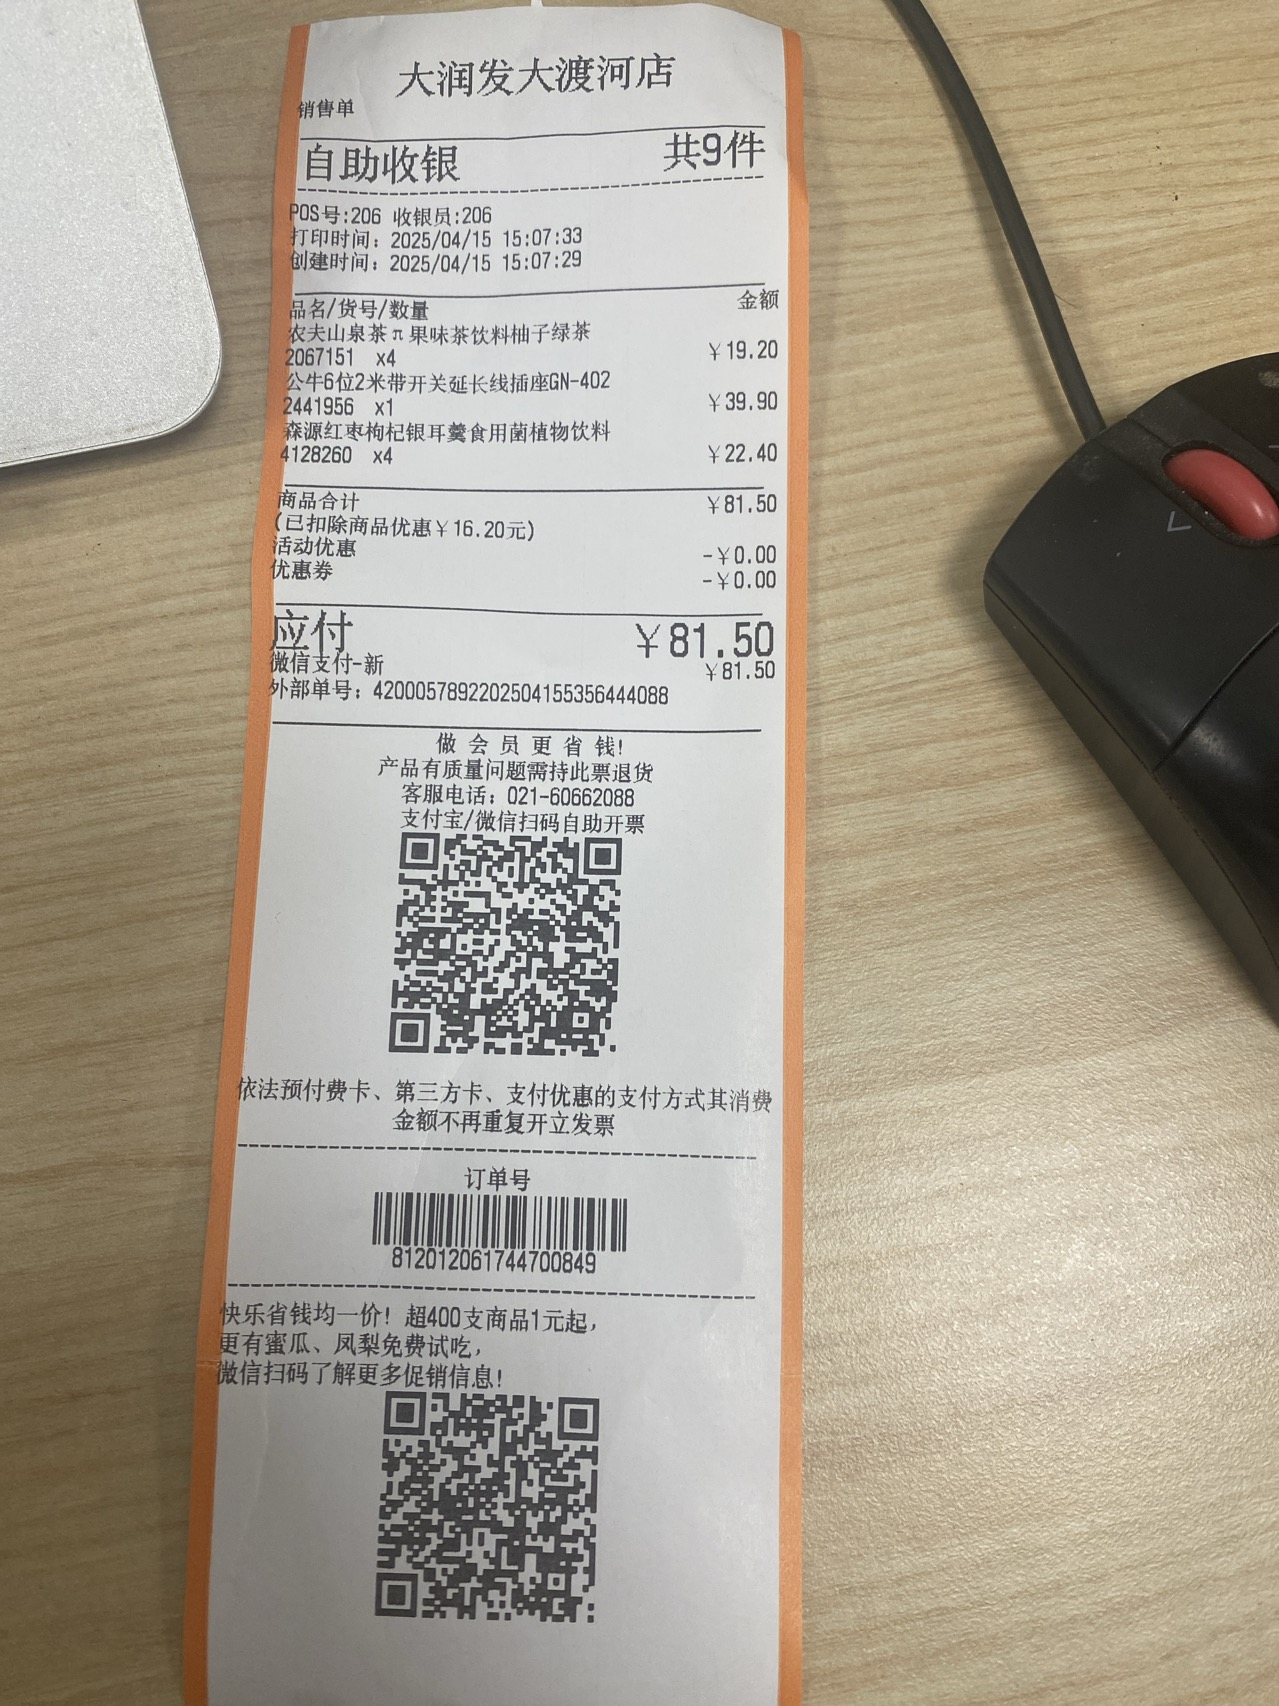 大润发大渡河店
销售单
自助收银 共9件
POS号:206 收银员:206
打印时间: 2025/04/15 15:07:33
创建时间: 2025/04/15 15:07:29
品名/货号/数量 金额
农夫山泉茶π果味茶饮料柚子绿茶
2067151 x4 ￥19.20
公牛6位2米带开关延长线插座GN-402
2441956 x1 ￥39.90
森源红枣枸杞银耳羹食用菌植物饮料
4128260 x4 ￥22.40
商品合计 ￥81.50
(已扣除商品优惠￥16.20元)
活动优惠 -￥0.00
优惠券 -￥0.00
应付 ￥81.50
微信支付-新 ￥81.50
外部单号: 4200057892202504155356444088
做 会 员 更 省 钱!
产品有质量问题需持此票退货
客服电话: 021-60662088
支付宝/微信扫码自助开票
依法预付费卡、第三方卡、支付优惠的支付方式其消费
金额不再重复开立发票
订单号
812012061744700849
快乐省钱均一价! 超400支商品1元起,
更有蜜瓜、凤梨免费试吃,
微信扫码了解更多促销信息!